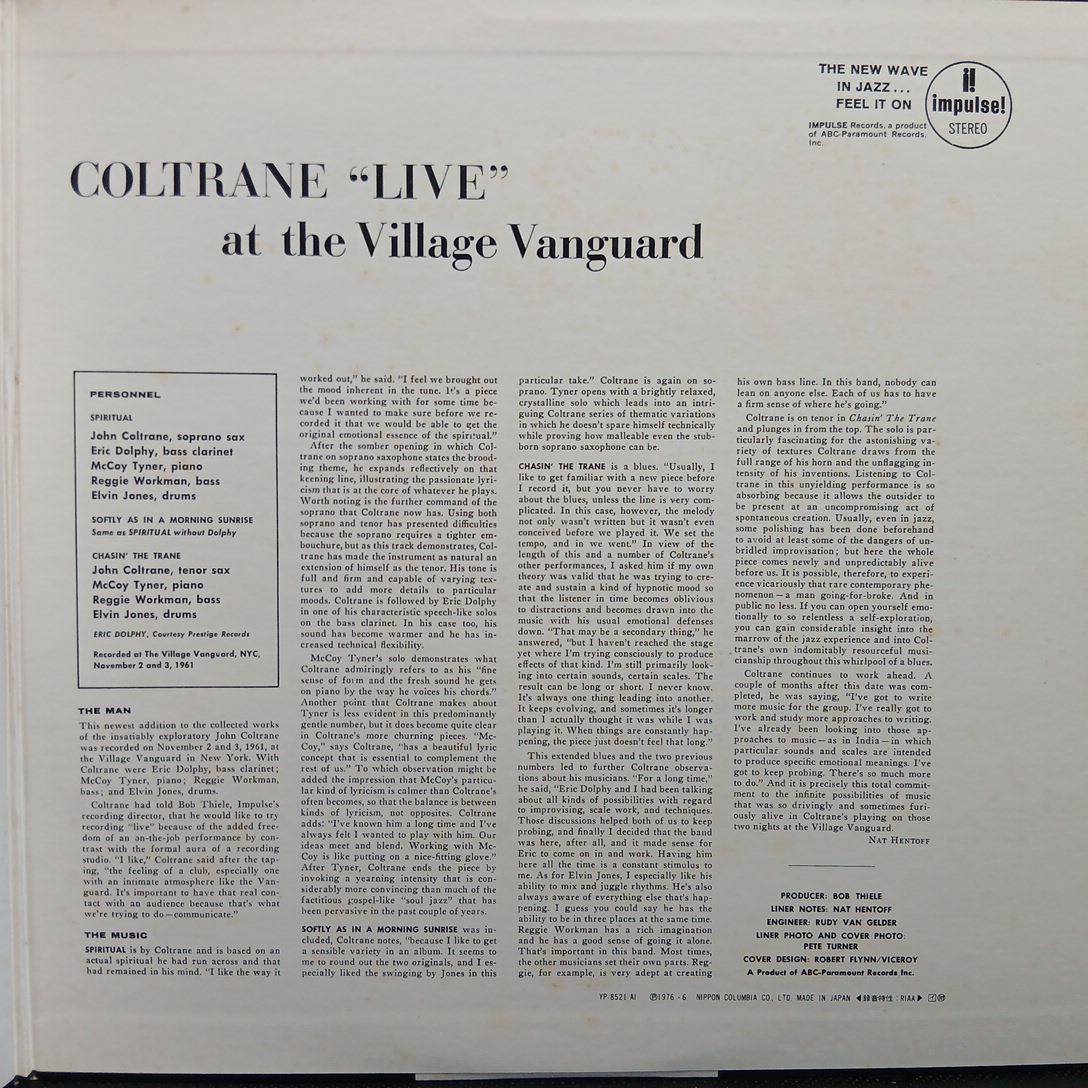 THE NEW WAVE
IN JAZZ...
FEEL IT ON
IMPULSE Records, a product
of ABC-Paramount Records,
Inc.
impulse!
STEREO
COLTRANE “LIVE”
at the Village Vanguard
PERSONNEL
SPIRITUAL
John Coltrane, soprano sax
Eric Dolphy, bass clarinet
McCoy Tyner, piano
Reggie Workman, bass
Elvin Jones, drums
SOFTLY AS IN A MORNING SUNRISE
Same as SPIRITUAL without Dolphy
CHASIN' THE TRANE
John Coltrane, tenor sax
McCoy Tyner, piano
Reggie Workman, bass
Elvin Jones, drums
ERIC DOLPHY, Courtesy Prestige Records
Recorded at The Village Vanguard, NYC,
November 2 and 3, 1961
THE MAN
This newest addition to the collected works
of the insatiably exploratory John Coltrane
was recorded on November 2 and 3, 1961, at
the Village Vanguard in New York. With
Coltrane were Eric Dolphy, bass clarinet;
McCoy Tyner, piano; Reggie Workman,
bass; and Elvin Jones, drums.
Coltrane had told Bob Thiele, Impulse's
recording director, that he would like to try
recording “live” because of the added free-
dom of an on-the-job performance by con-
trast with the formal aura of a recording
studio. “I like,” Coltrane said after the tap-
ing, “the feeling of a club, especially one
with an intimate atmosphere like the Van-
guard. It's important to have that real con-
tact with an audience because that's what
we're trying to do—communicate.”
THE MUSIC
SPIRITUAL is by Coltrane and is based on an
actual spiritual he had run across and that
had remained in his mind. “I like the way it
worked out,” he said. “I feel we brought out
the mood inherent in the tune. It's a piece
we'd been working with for some time be-
cause I wanted to make sure before we re-
corded it that we would be able to get the
original emotional essence of the spiritual.”
After the somber opening in which Col-
trane on soprano saxophone states the brood-
ing theme, he expands reflectively on that
keening line, illustrating the passionate lyri-
cism that is at the core of whatever he plays.
Worth noting is the further command of the
soprano that Coltrane now has. Using both
soprano and tenor has presented difficulties
because the soprano requires a tighter em-
bouchure, but as this track demonstrates, Col-
trane has made the instrument as natural an
extension of himself as the tenor. His tone is
full and firm and capable of varying tex-
tures to add more details to particular
moods. Coltrane is followed by Eric Dolphy
in one of his characteristic speech-like solos
on the bass clarinet. In his case too, his
sound has become warmer and he has in-
creased technical flexibility.
McCoy Tyner's solo demonstrates what
Coltrane admiringly refers to as his “fine
sense of form and the fresh sound he gets
on piano by the way he voices his chords.”
Another point that Coltrane makes about
Tyner is less evident in this predominantly
gentle number, but it does become quite clear
in Coltrane's more churning pieces. “Mc-
Coy,” says Coltrane, “has a beautiful lyric
concept that is essential to complement the
rest of us.” To which observation might be
added the impression that McCoy's particu-
lar kind of lyricism is calmer than Coltrane's
often becomes, so that the balance is between
kinds of lyricism, not opposites. Coltrane
adds: “I've known him a long time and I've
always felt I wanted to play with him. Our
ideas meet and blend. Working with Mc-
Coy is like putting on a nice-fitting glove.”
After Tyner, Coltrane ends the piece by
invoking a yearning intensity that is con-
siderably more convincing than much of the
factitious gospel-like “soul jazz” that has
been pervasive in the past couple of years.
SOFTLY AS IN A MORNING SUNRISE was in-
cluded, Coltrane notes, “because I like to get
a sensible variety in an album. It seems to
me to round out the two originals, and I es-
pecially liked the swinging by Jones in this
particular take.” Coltrane is again on so-
prano. Tyner opens with a brightly relaxed,
crystalline solo which leads into an intri-
guing Coltrane series of thematic variations
in which he doesn't spare himself technically
while proving how malleable even the stub-
born soprano saxophone can be.
CHASIN' THE TRANE is a blues. “Usually, I
like to get familiar with a new piece before
I record it, but you never have to worry
about the blues, unless the line is very com-
plicated. In this case, however, the melody
not only wasn't written but it wasn't even
conceived before we played it. We set the
tempo, and in we went.” In view of the
length of this and a number of Coltrane's
other performances, I asked him if my own
theory was valid that he was trying to cre-
ate and sustain a kind of hypnotic mood so
that the listener in time becomes oblivious
to distractions and becomes drawn into the
music with his usual emotional defenses
down. “That may be a secondary thing,” he
answered, “but I haven't reached the stage
yet where I'm trying consciously to produce
effects of that kind. I'm still primarily look-
ing into certain sounds, certain scales. The
result can be long or short. I never know.
It's always one thing leading into another.
It keeps evolving, and sometimes it's longer
than I actually thought it was while I was
playing it. When things are constantly hap-
pening, the piece just doesn't feel that long.”
This extended blues and the two previous
numbers led to further Coltrane observa-
tions about his musicians. “For a long time,”
he said, “Eric Dolphy and I had been talking
about all kinds of possibilities with regard
to improvising, scale work, and techniques.
Those discussions helped both of us to keep
probing, and finally I decided that the band
was here, after all, and it made sense for
Eric to come on in and work. Having him
here all the time is a constant stimulus to
me. As for Elvin Jones, I especially like his
ability to mix and juggle rhythms. He's also
always aware of everything else that's hap-
pening. I guess you could say he has the
ability to be in three places at the same time.
Reggie Workman has a rich imagination
and he has a good sense of going it alone.
That's important in this band. Most times,
the other musicians set their own parts. Reg-
gie, for example, is very adept at creating
his own bass line. In this band, nobody can
lean on anyone else. Each of us has to have
a firm sense of where he's going.”
Coltrane is on tenor in Chasin' The Trane
and plunges in from the top. The solo is par-
ticularly fascinating for the astonishing va-
riety of textures Coltrane draws from the
full range of his horn and the unflagging in-
tensity of his inventions. Listening to Col-
trane in this unyielding performance is so
absorbing because it allows the outsider to
be present at an uncompromising act of
spontaneous creation. Usually, even in jazz,
some polishing has been done beforehand
to avoid at least some of the dangers of un-
bridled improvisation; but here the whole
piece comes newly and unpredictably alive
before us. It is possible, therefore, to experi-
ence vicariously that rare contemporary phe-
nomenon—a man going-for-broke. And in
public no less. If you can open yourself emo-
tionally to so relentless a self-exploration,
you can gain considerable insight into the
marrow of the jazz experience and into Col-
trane's own indomitably resourceful musi-
cianship throughout this whirlpool of a blues.
Coltrane continues to work ahead. A
couple of months after this date was com-
pleted, he was saying, “I've got to write
more music for the group. I've really got to
work and study more approaches to writing.
I've already been looking into those ap-
proaches to music—as in India—in which
particular sounds and scales are intended
to produce specific emotional meanings. I've
got to keep probing. There's so much more
to do.” And it is precisely this total commit-
ment to the infinite possibilities of music
that was so drivingly and sometimes furi-
ously alive in Coltrane's playing on those
two nights at the Village Vanguard.
NAT HENTOFF
PRODUCER: BOB THIELE
LINER NOTES: NAT HENTOFF
ENGINEER: RUDY VAN GELDER
LINER PHOTO AND COVER PHOTO:
PETE TURNER
COVER DESIGN: ROBERT FLYNN/VICEROY
A Product of ABC-Paramount Records Inc.
YP-8521 AI ℗1976-6 NIPPON COLUMBIA CO., LTD. MADE IN JAPAN ◀録音特性:RIAA▶